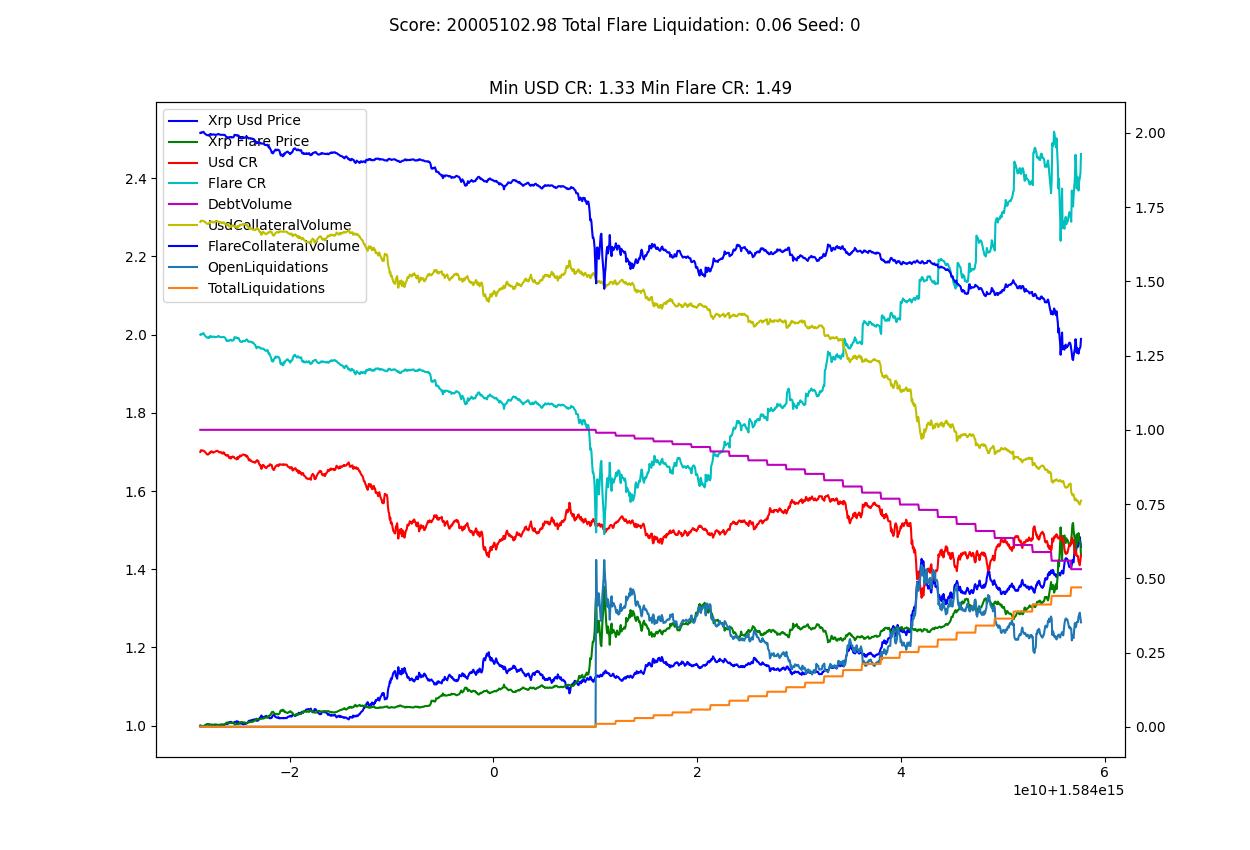 Score: 20005102.98 Total Flare Liquidation: 0.06 Seed: 0
Min USD CR: 1.33 Min Flare CR: 1.49
Xrp Usd Price
Xrp Flare Price
Usd CR
Flare CR
DebtVolume
UsdCollateralVolume
FlareCollateralVolume
OpenLiquidations
TotalLiquidations
2.4
2.2
2.0
1.8
1.6
1.4
1.2
1.0
2.00
1.75
1.50
1.25
1.00
0.75
0.50
0.25
0.00
−2 0 2 4 6
1e10+1.584e15